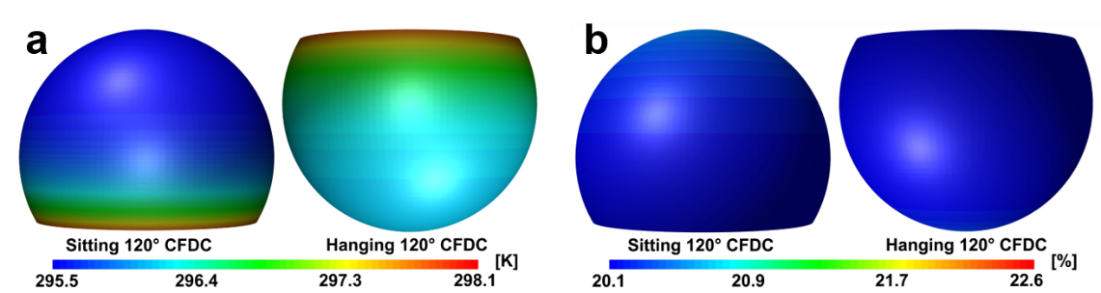 a
b
Sitting 120° CFDC
Hanging 120° CFDC
[K]
295.5
296.4
297.3
298.1
Sitting 120° CFDC
Hanging 120° CFDC
[%]
20.1
20.9
21.7
22.6